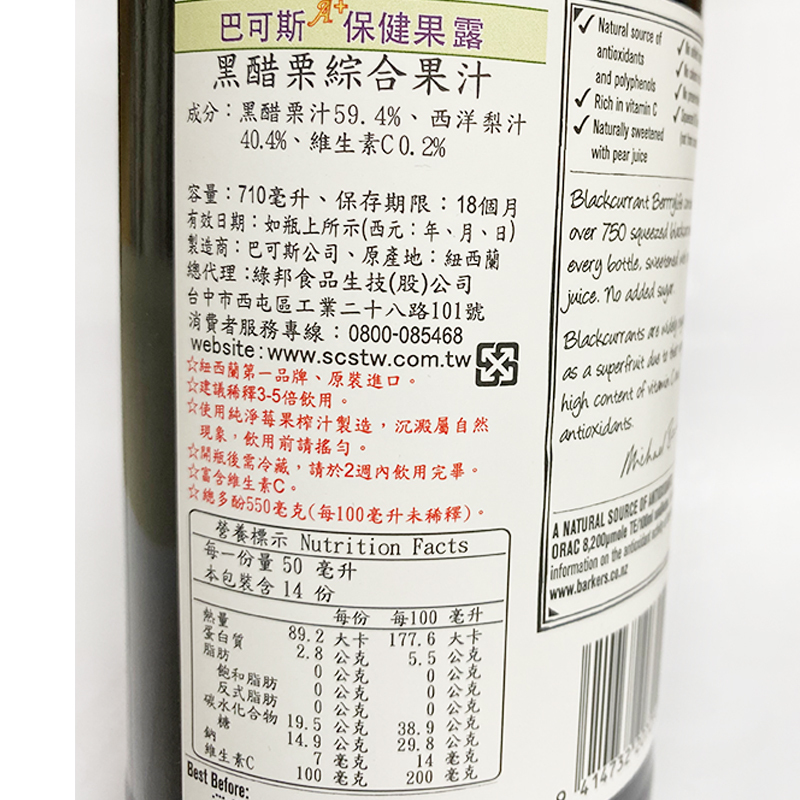 巴可斯 A+ 保健果露
黑醋栗綜合果汁
成分：黑醋栗汁59.4%、西洋梨汁
40.4%、維生素C0.2%
容量：710毫升、保存期限：18個月
有效日期：如瓶上所示(西元：年、月、日)
製造商：巴可斯公司、原產地：紐西蘭
總代理：綠邦食品生技(股)公司
台中市西屯區工業二十八路101號
消費者服務專線：0800-085468
website：www.scstw.com.tw
☆紐西蘭第一品牌、原裝進口。
☆建議稀釋3-5倍飲用。
☆使用純淨莓果榨汁製造，沉澱屬自然
現象，飲用前請搖勻。
☆開瓶後需冷藏，請於2週內飲用完畢。
☆富含維生素C。
☆總多酚550毫克(每100毫升未稀釋)。
營養標示 Nutrition Facts
每一份量 50 毫升
本包裝含 14 份
每份 每100 毫升
熱量 89.2 大卡 177.6 大卡
蛋白質 2.8 公克 5.5 公克
脂肪 0 公克 0 公克
飽和脂肪 0 公克 0 公克
反式脂肪 0 公克 0 公克
碳水化合物 19.5 公克 38.9 公克
糖 14.9 公克 29.8 公克
鈉 7 毫克 14 毫克
維生素C 100 毫克 200 毫克
Best Before:
✓ Natural source of
antioxidants
and polyphenols
✓ Rich in vitamin C
✓ Naturally sweetened
with pear juice
Blackcurrant
over 750 squeezed
every bottle, sweetened
juice. No added sugar.
Blackcurrants are
as a superfruit due to
high content of vitamin C
antioxidants.
Michael
A NATURAL SOURCE OF
ORAC 8,200µmole TE/100ml
information on the antioxidant
www.barkers.co.nz
9 414732